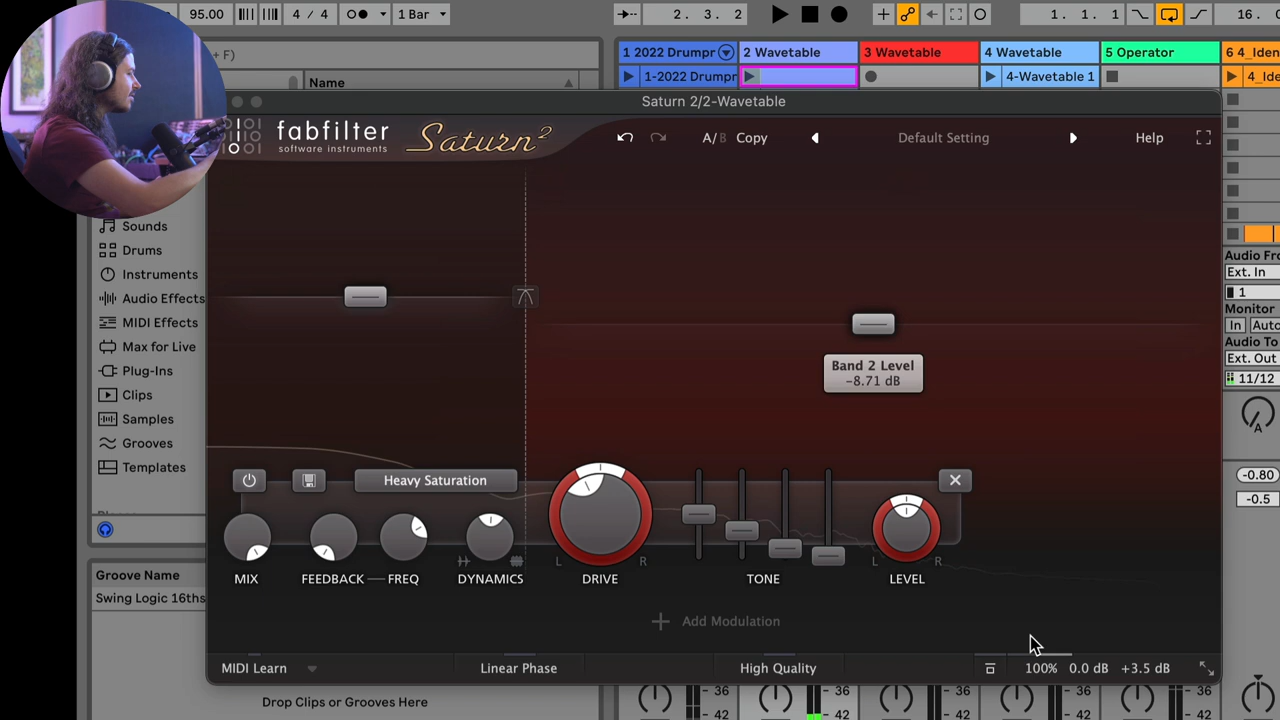 95.00
4 / 4
1 Bar
2. 3. 2
1. 1. 1
16. 0
+ F)
Name
1 2022 Drumpr
2 Wavetable
3 Wavetable
4 Wavetable
5 Operator
6 4_Iden
1-2022 Drumpr
4-Wavetable 1
4_Ide
Saturn 2/2-Wavetable
fabfilter
software instruments
Saturn 2
A/B
Copy
Default Setting
Help
Sounds
Drums
Instruments
Audio Effects
MIDI Effects
Max for Live
Plug-Ins
Clips
Samples
Grooves
Templates
Audio Fr
Ext. In
1
Monitor
In
Auto
Audio To
Ext. Out
11/12
A
-0.80
-0.5
Band 2 Level
-8.71 dB
Heavy Saturation
MIX
FEEDBACK
FREQ
DYNAMICS
L
R
DRIVE
TONE
L
R
LEVEL
Add Modulation
Groove Name
Swing Logic 16ths
MIDI Learn
Linear Phase
High Quality
100%
0.0 dB
+3.5 dB
Drop Clips or Grooves Here
36
42
36
42
36
42
36
42
36
42